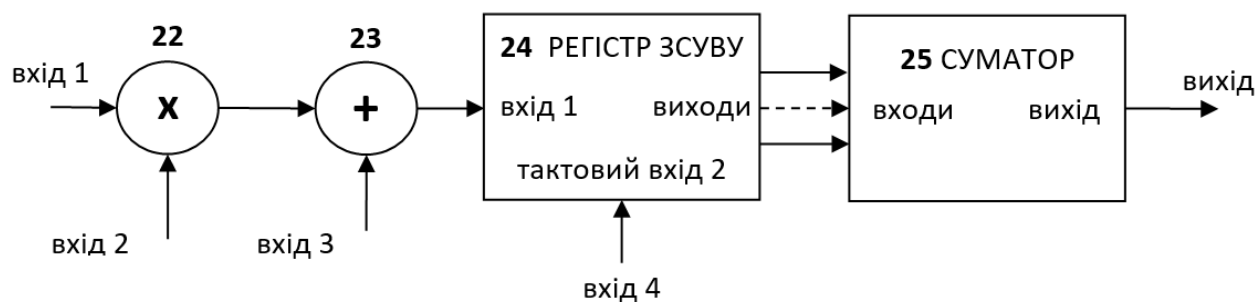 22
23
вхід 1
x
+
24 РЕГІСТР ЗСУВУ
вхід 1
виходи
тактовий вхід 2
25 СУМАТОР
входи
вихід
вихід
вхід 2
вхід 3
вхід 4